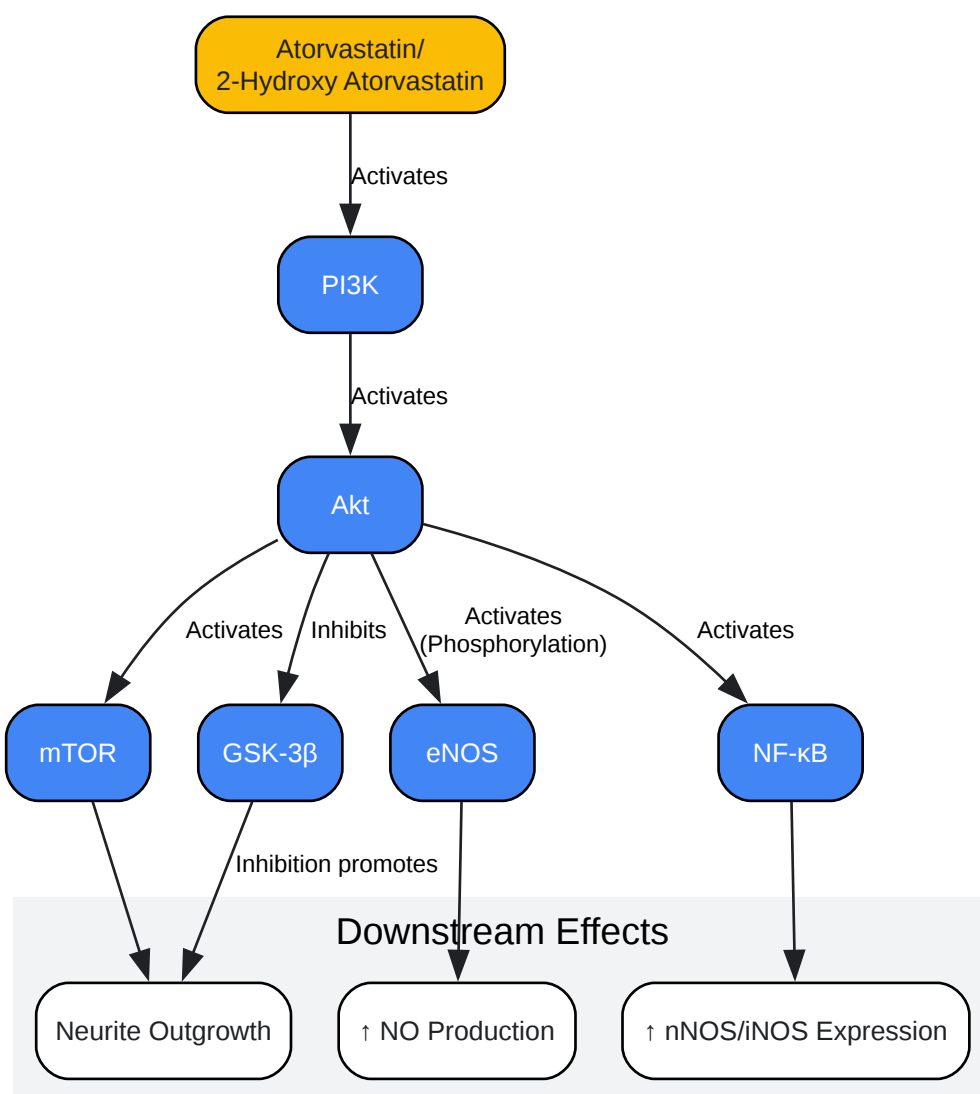 Atorvastatin/
2-Hydroxy Atorvastatin
Activates
PI3K
Activates
Akt
Activates
Inhibits
Activates
(Phosphorylation)
Activates
mTOR
GSK-3β
eNOS
NF-κB
Inhibition promotes
Downstream Effects
Neurite Outgrowth
↑ NO Production
↑ nNOS/iNOS Expression